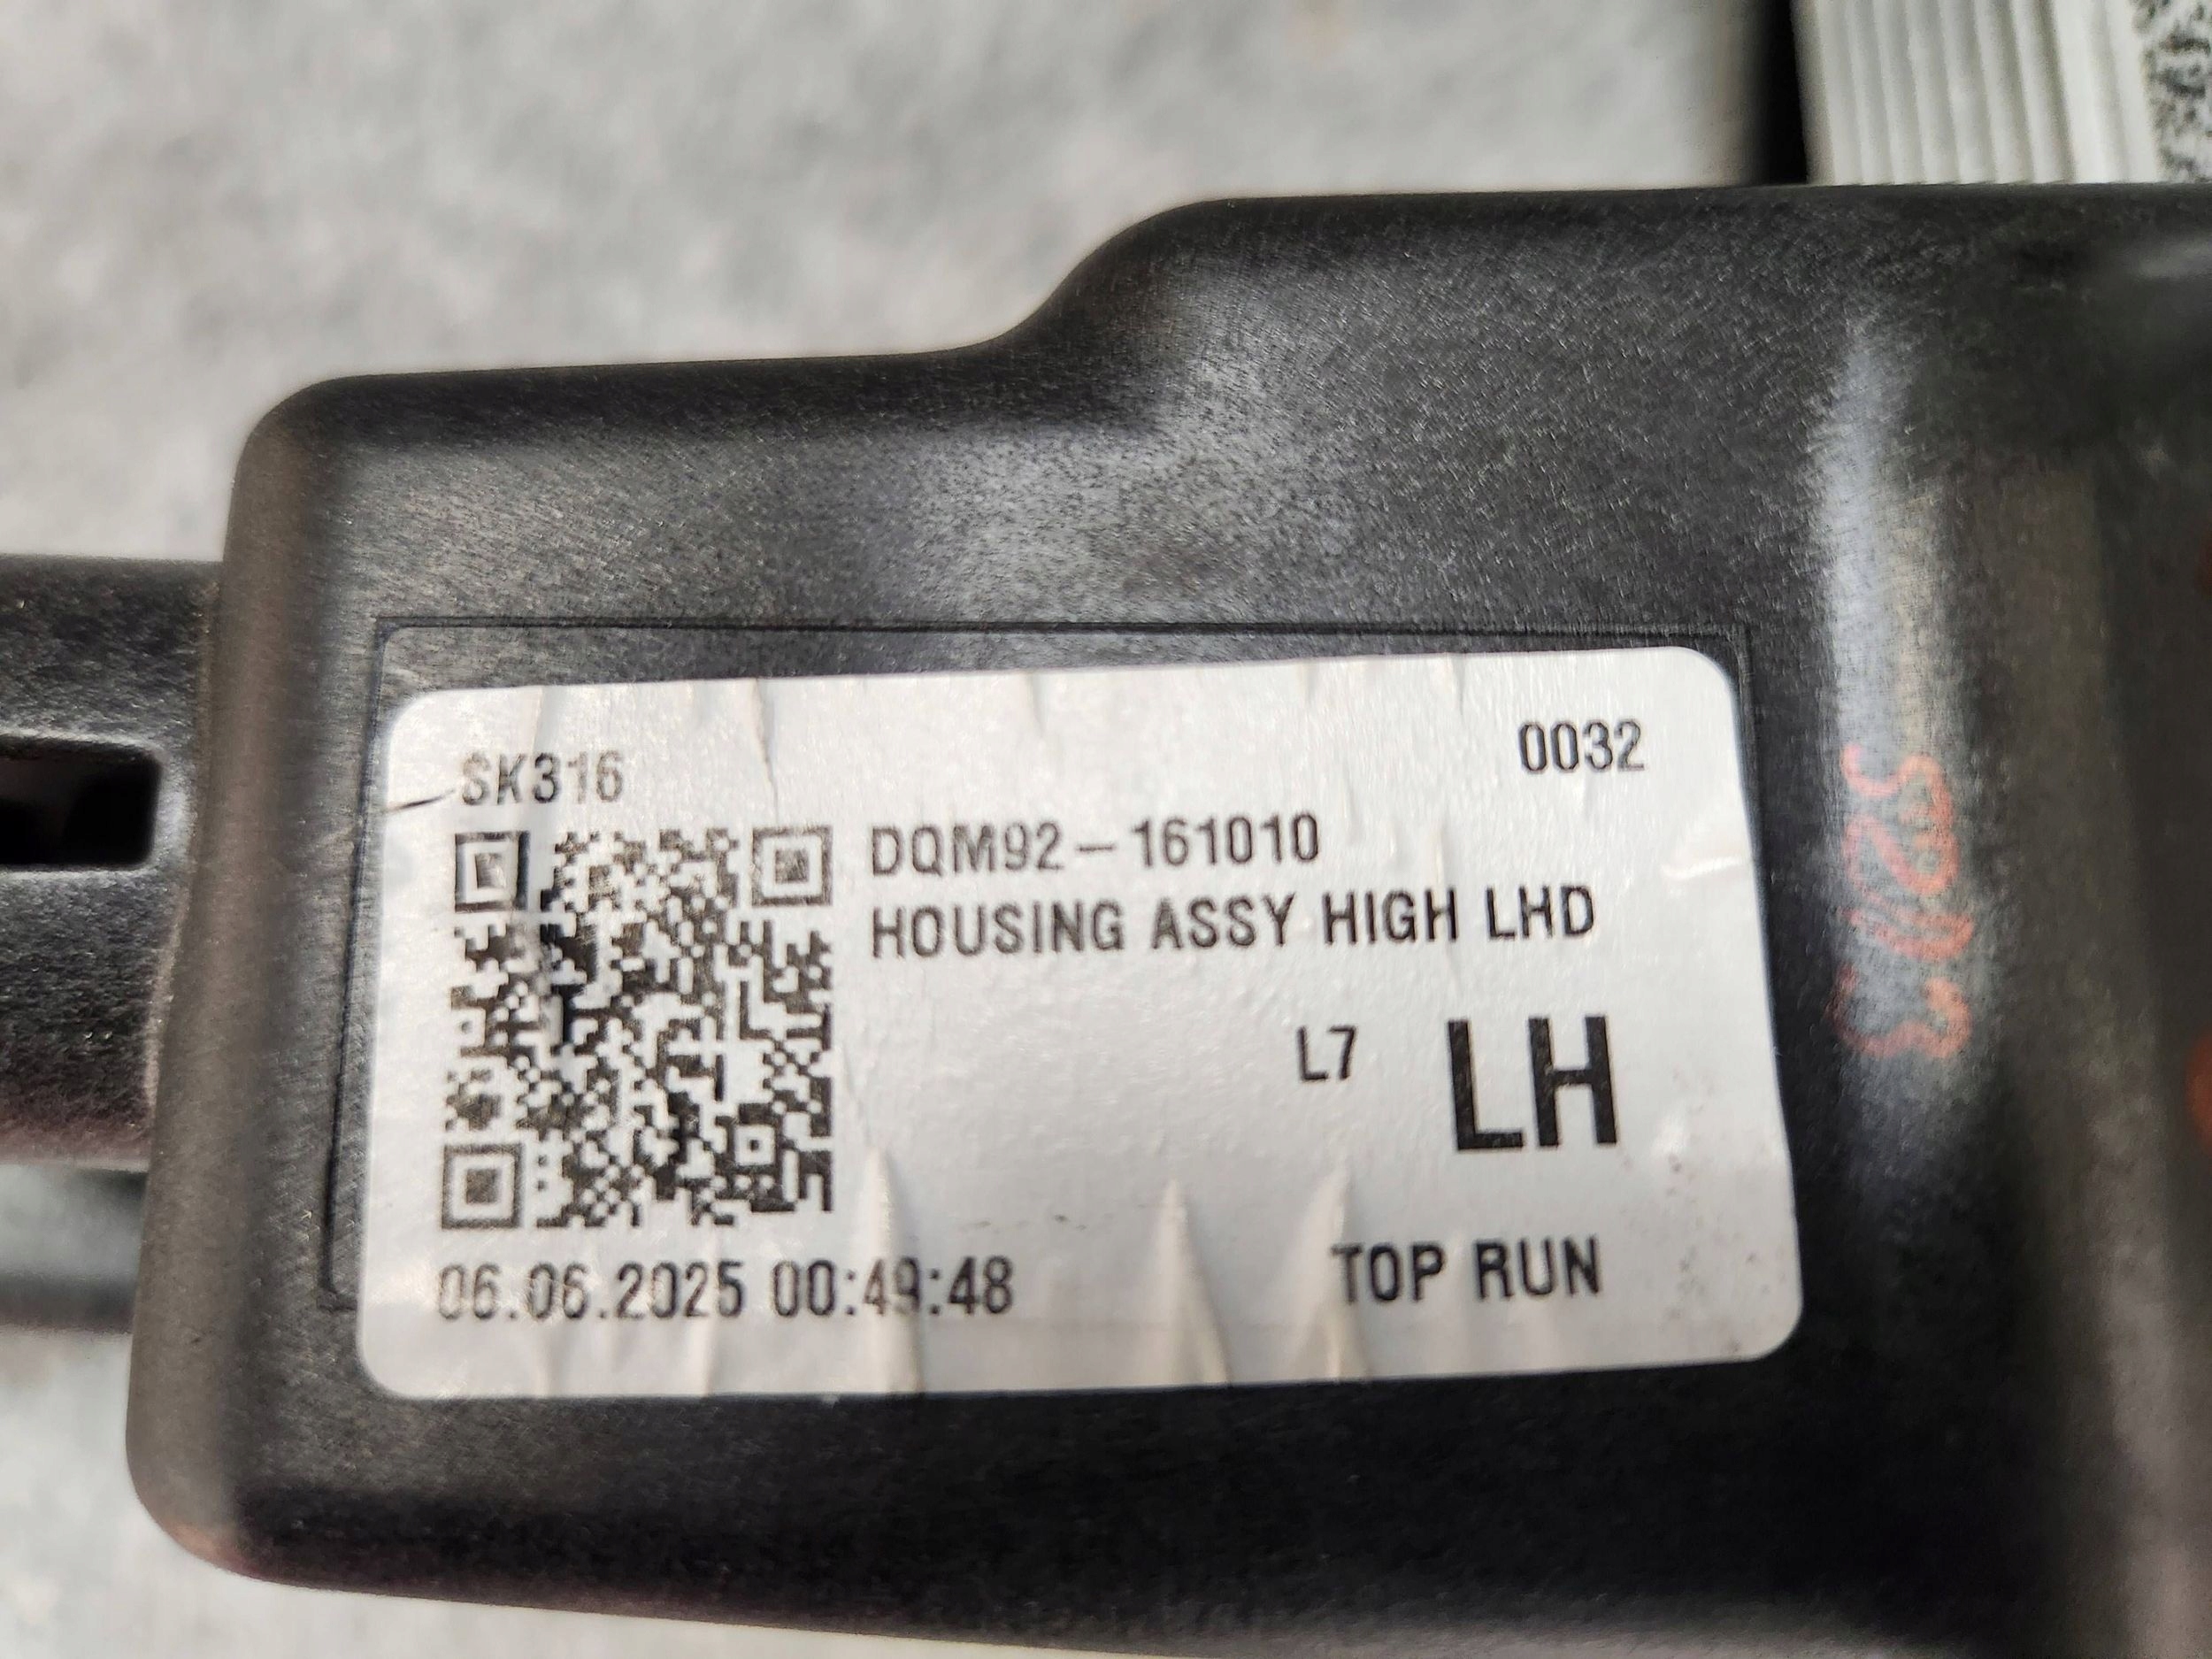 SK316
0032
DQM92-161010
HOUSING ASSY HIGH LHD
L7
LH
06.06.2025 00:49:48
TOP RUN